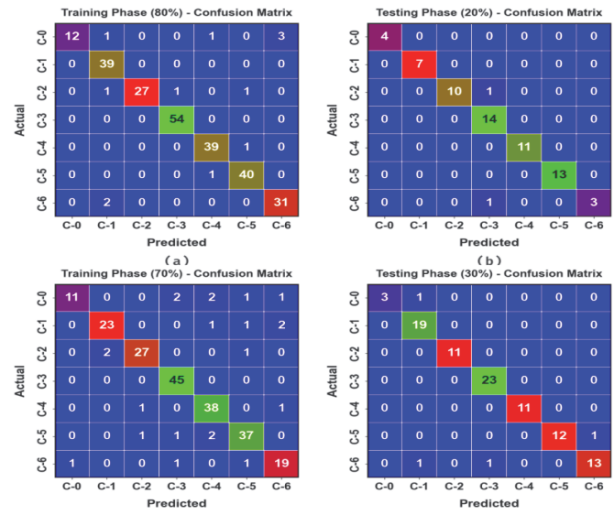 Training Phase (80%) - Confusion Matrix
C-0 12 1 0 0 1 0 3
C-1 0 39 0 0 0 0 0
C-2 0 1 27 1 0 1 0
C-3 0 0 0 54 0 0 0
C-4 0 0 0 0 39 1 0
C-5 0 0 0 0 1 40 0
C-6 0 2 0 0 0 0 31
C-0 C-1 C-2 C-3 C-4 C-5 C-6
Actual
Predicted
(a)
Testing Phase (20%) - Confusion Matrix
C-0 4 0 0 0 0 0 0
C-1 0 7 0 0 0 0 0
C-2 0 0 10 1 0 0 0
C-3 0 0 0 14 0 0 0
C-4 0 0 0 0 11 0 0
C-5 0 0 0 0 0 13 0
C-6 0 0 0 1 0 0 3
C-0 C-1 C-2 C-3 C-4 C-5 C-6
Actual
Predicted
(b)
Training Phase (70%) - Confusion Matrix
C-0 11 0 0 2 2 1 1
C-1 0 23 0 0 1 1 2
C-2 0 2 27 0 0 1 0
C-3 0 0 0 45 0 0 0
C-4 0 0 1 0 38 0 1
C-5 0 0 1 1 2 37 0
C-6 1 0 0 1 0 1 19
C-0 C-1 C-2 C-3 C-4 C-5 C-6
Actual
Predicted
Testing Phase (30%) - Confusion Matrix
C-0 3 1 0 0 0 0 0
C-1 0 19 0 0 0 0 0
C-2 0 0 11 0 0 0 0
C-3 0 0 0 23 0 0 0
C-4 0 0 0 0 11 0 0
C-5 0 0 0 0 0 12 1
C-6 0 1 0 1 0 0 13
C-0 C-1 C-2 C-3 C-4 C-5 C-6
Actual
Predicted